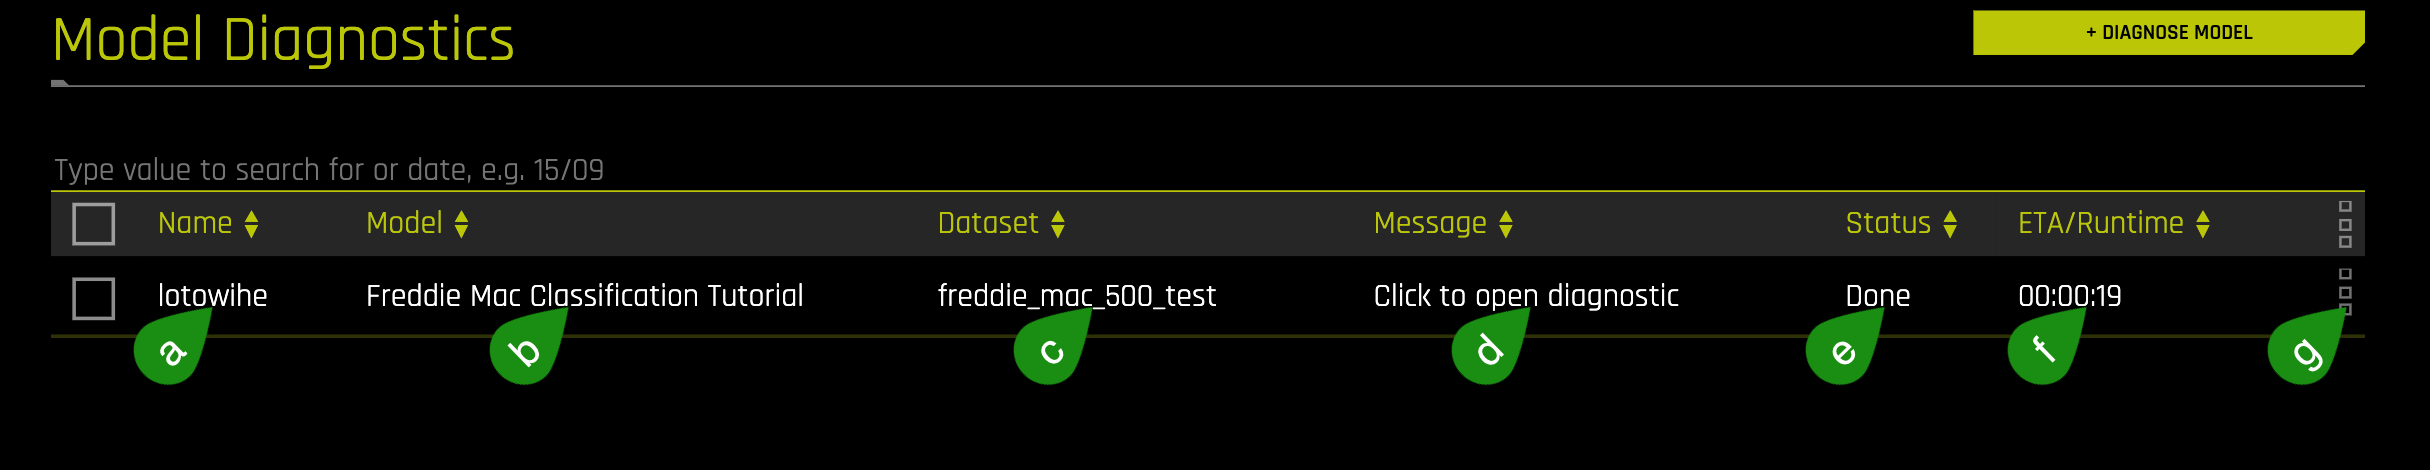 Model Diagnostics
+ DIAGNOSE MODEL
Type value to search for or date, e.g. 15/09
Name Model Dataset Message Status ETA/Runtime
lotowihe Freddie Mac Classification Tutorial freddie_mac_500_test Click to open diagnostic Done 00:00:19
a b c d e f g